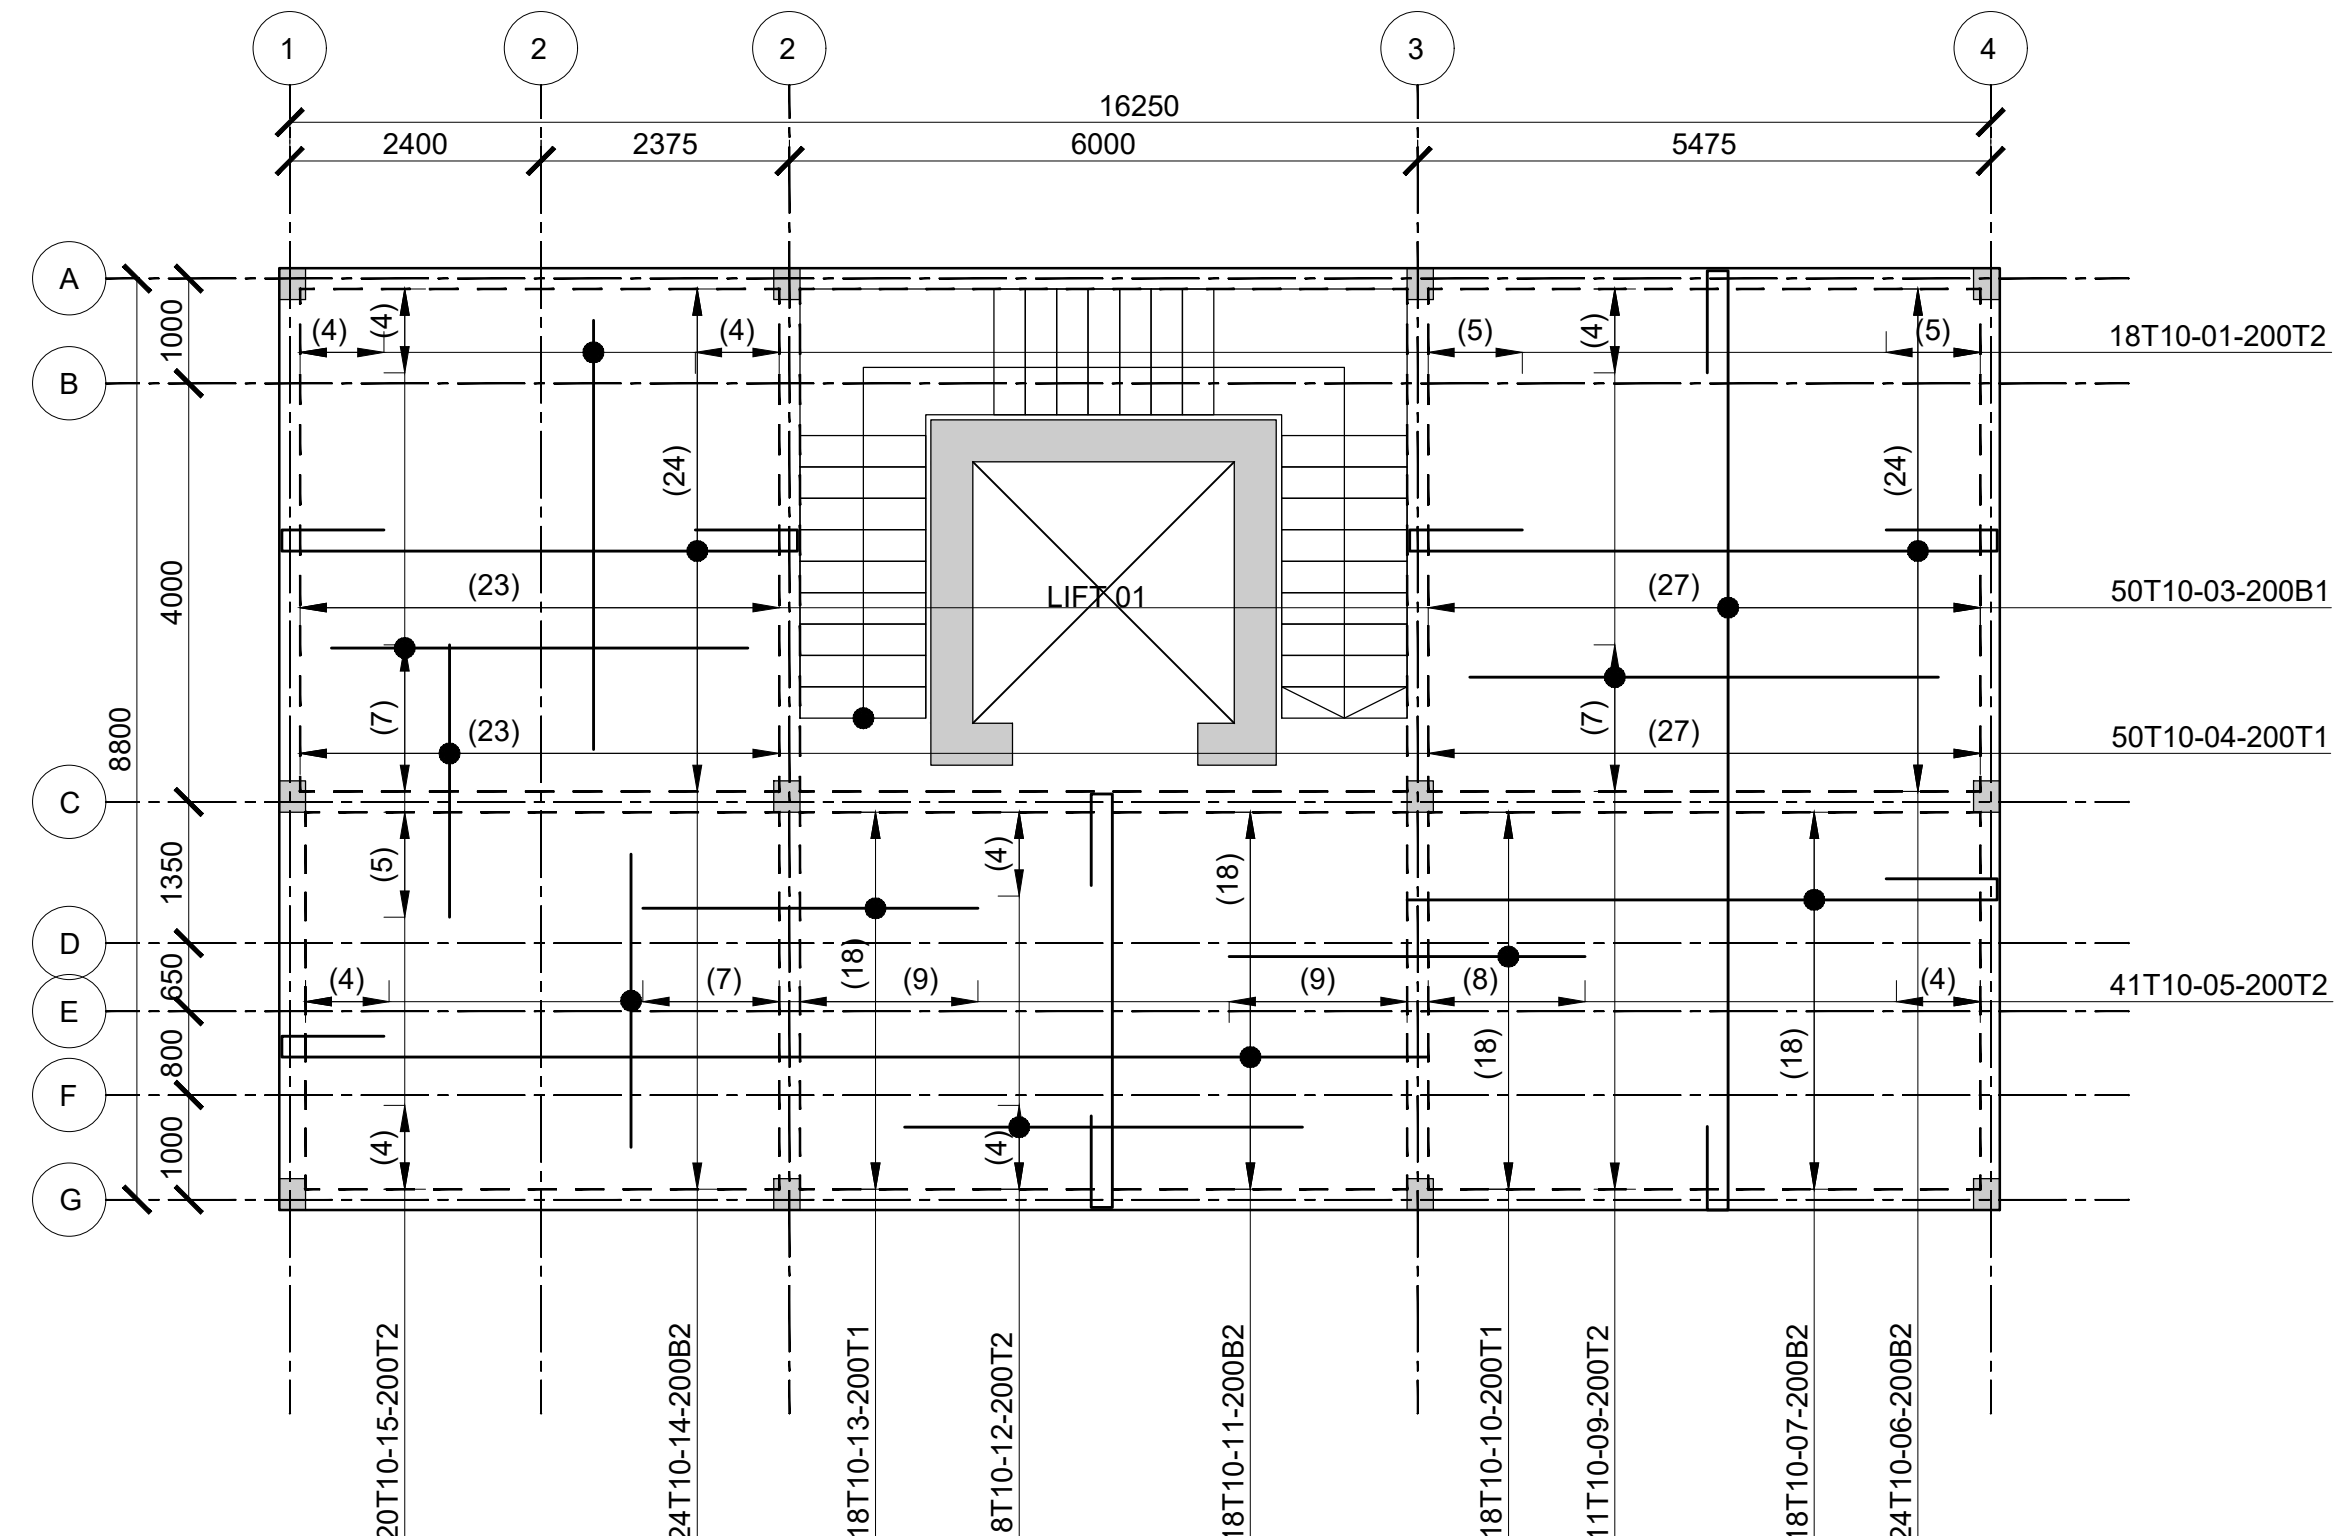 1
2
2
3
4
16250
2400
2375
6000
5475
A
B
C
D
E
F
G
1000
4000
1350
650
800
1000
8800
(4)
(4)
(4)
(5)
(4)
(5)
18T10-01-200T2
(24)
(24)
(23)
LIFT 01
(27)
50T10-03-200B1
(7)
(23)
(7)
(27)
50T10-04-200T1
(5)
(4)
(18)
(18)
(4)
(7)
(9)
(9)
(8)
(4)
41T10-05-200T2
(18)
(18)
(4)
(4)
20T10-15-200T2
24T10-14-200B2
18T10-13-200T1
8T10-12-200T2
18T10-11-200B2
18T10-10-200T1
11T10-09-200T2
18T10-07-200B2
24T10-06-200B2